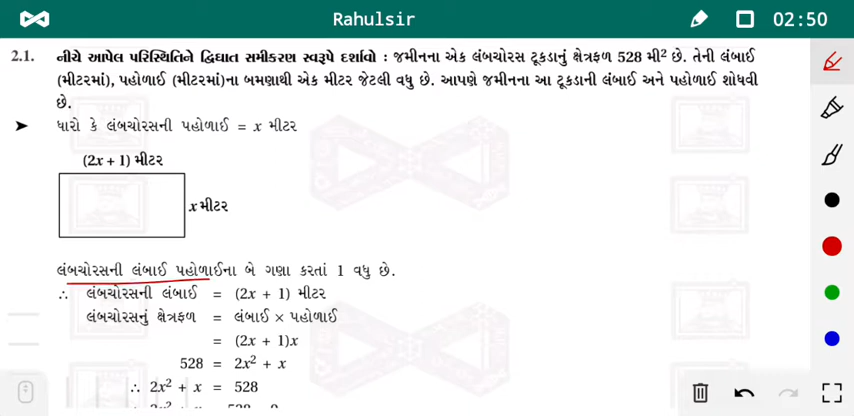 Rahulsir
02:50
2.1. નીચે આપેલ પરિસ્થિતિને દ્વિઘાત સમીકરણ સ્વરૂપે દર્શાવો : જમીનના એક લંબચોરસ ટૂકડાનું ક્ષેત્રફળ 528 મી² છે. તેની લંબાઈ
(મીટરમાં), પહોળાઈ (મીટરમાં)ના બમણાથી એક મીટર જેટલી વધુ છે. આપણે જમીનના આ ટૂકડાની લંબાઈ અને પહોળાઈ શોધવી
છે.
➤ ધારો કે લંબચોરસની પહોળાઈ = x મીટર
(2x + 1) મીટર
x મીટર
લંબચોરસની લંબાઈ પહોળાઈના બે ગણા કરતાં 1 વધુ છે.
∴ લંબચોરસની લંબાઈ = (2x + 1) મીટર
લંબચોરસનું ક્ષેત્રફળ = લંબાઈ × પહોળાઈ
= (2x + 1)x
528 = 2x² + x
∴ 2x² + x = 528